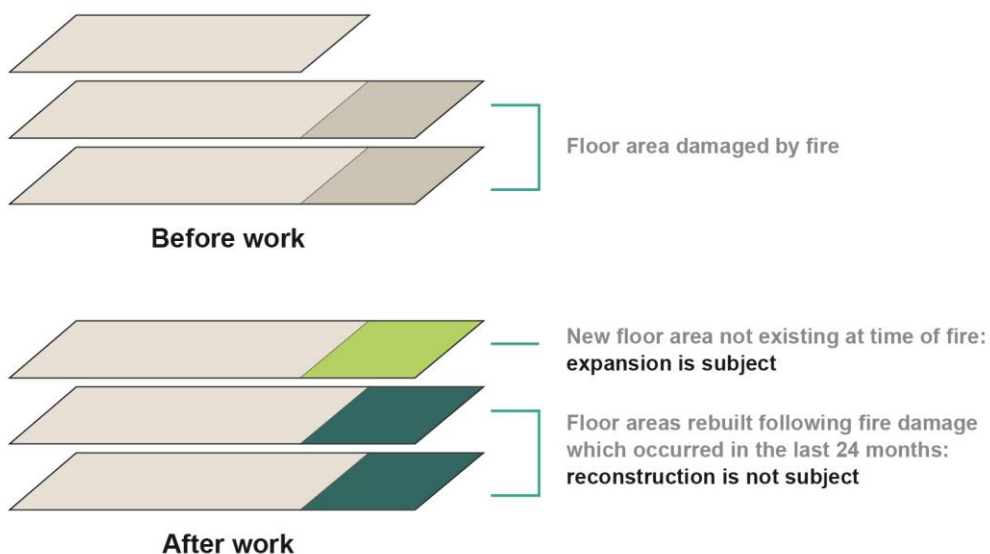 Floor area damaged by fire
Before work
New floor area not existing at time of fire:
expansion is subject
Floor areas rebuilt following fire damage
which occurred in the last 24 months:
reconstruction is not subject
After work